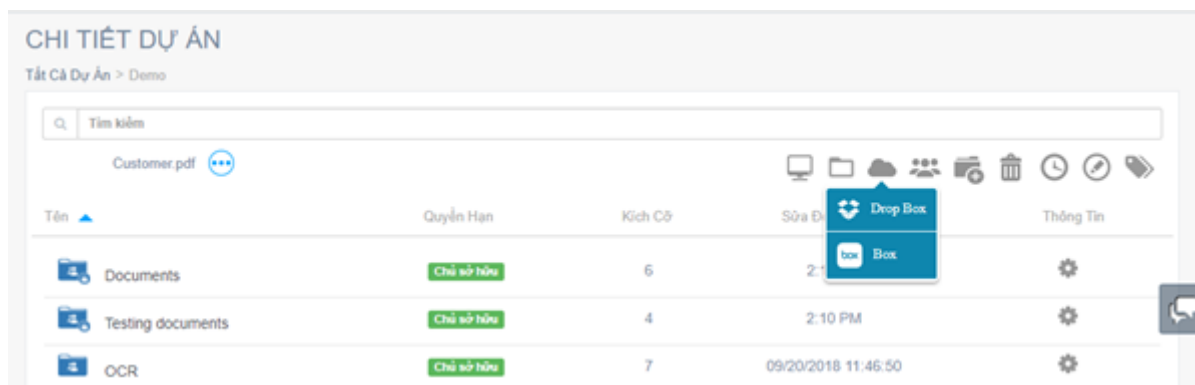 CHI TIẾT DỰ ÁN
Tất Cả Dự Án > Demo
Tìm kiếm
Customer.pdf
Tên Quyền Hạn Kích Cỡ Sửa Thông Tin
Drop Box
box Box
Documents Chủ sở hữu 6
Testing documents Chủ sở hữu 4 2:10 PM
OCR Chủ sở hữu 7 09/20/2018 11:46:50